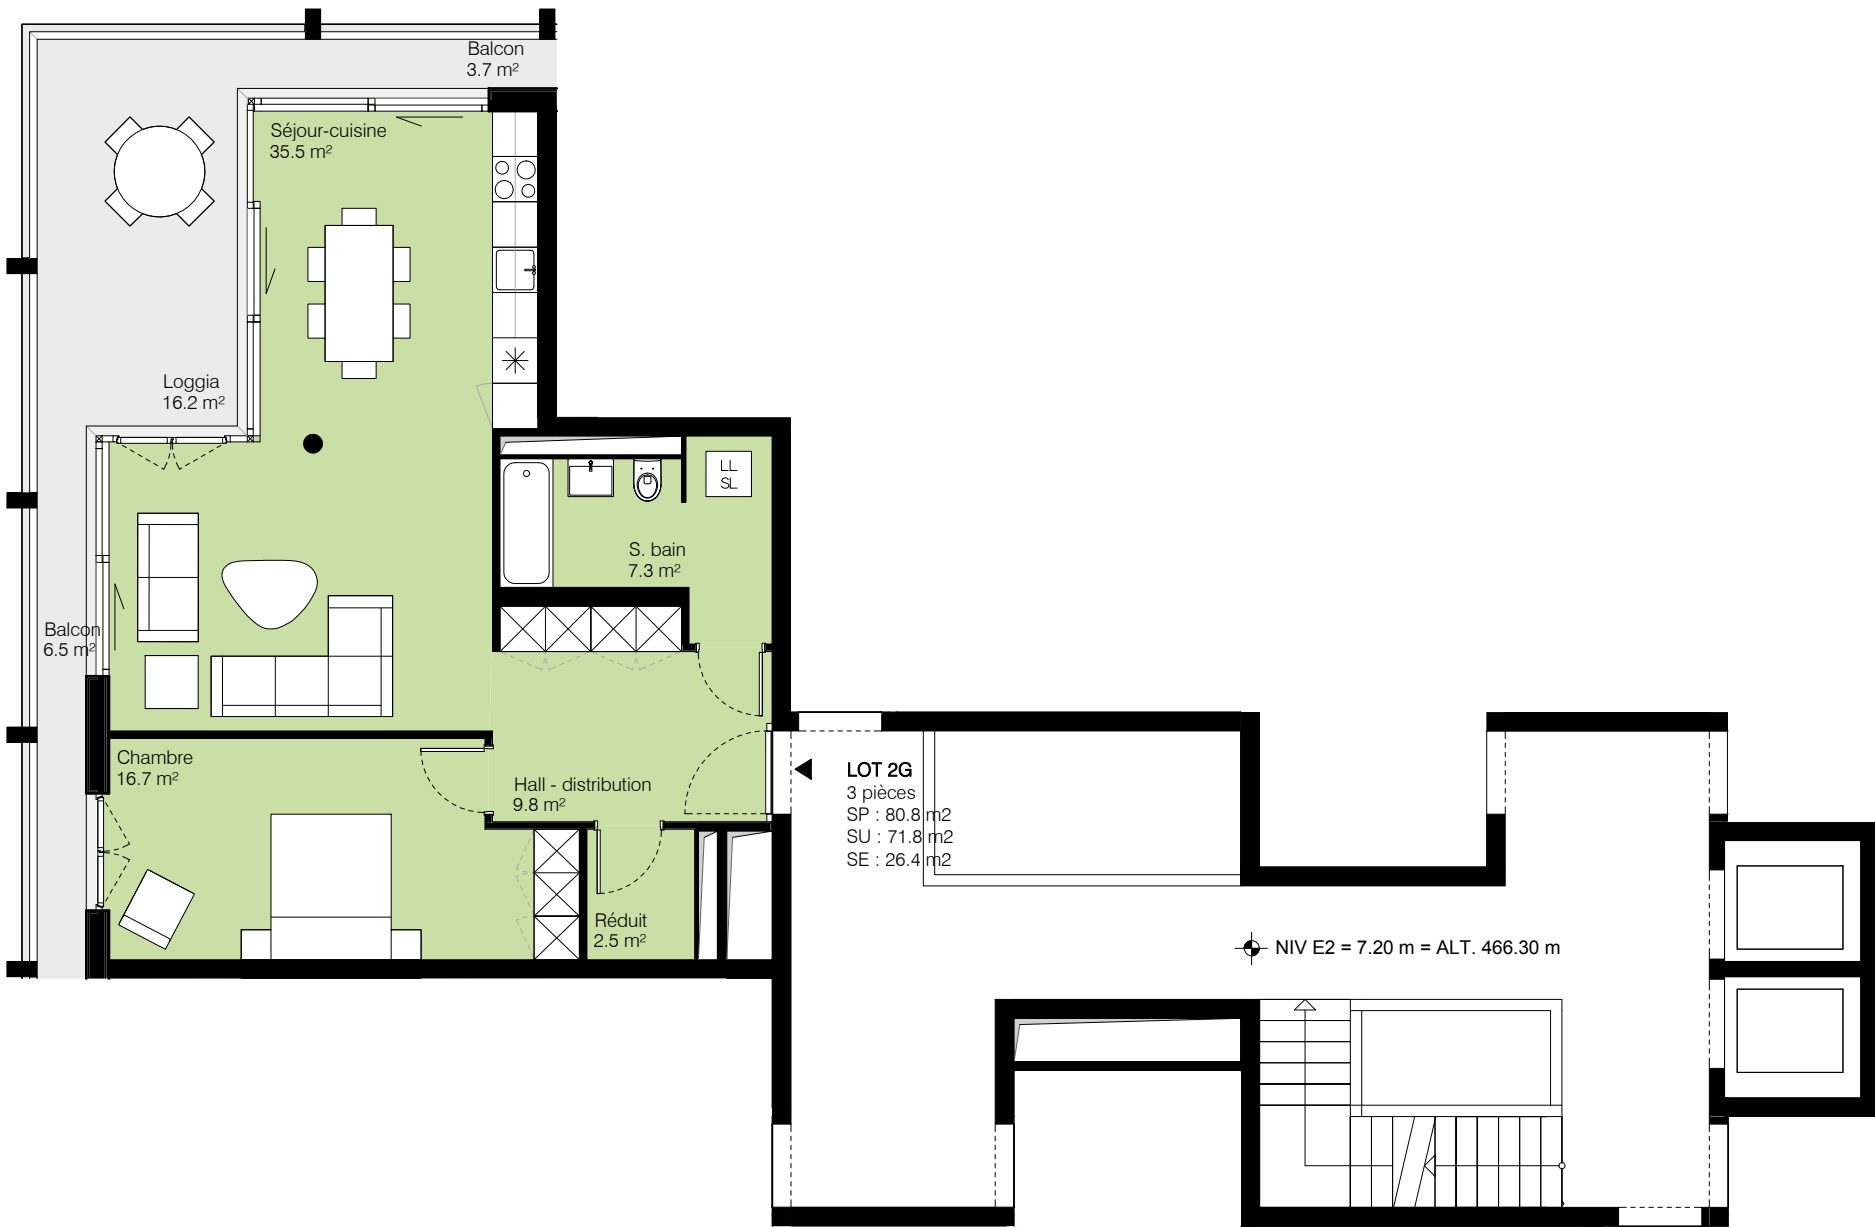 Balcon
3.7 m²
Séjour-cuisine
35.5 m²
Loggia
16.2 m²
LL
SL
S. bain
7.3 m²
Balcon
6.5 m²
Chambre
16.7 m²
Hall - distribution
9.8 m²
LOT 2G
3 pièces
SP : 80.8 m2
SU : 71.8 m2
SE : 26.4 m2
Réduit
2.5 m²
NIV E2 = 7.20 m = ALT. 466.30 m